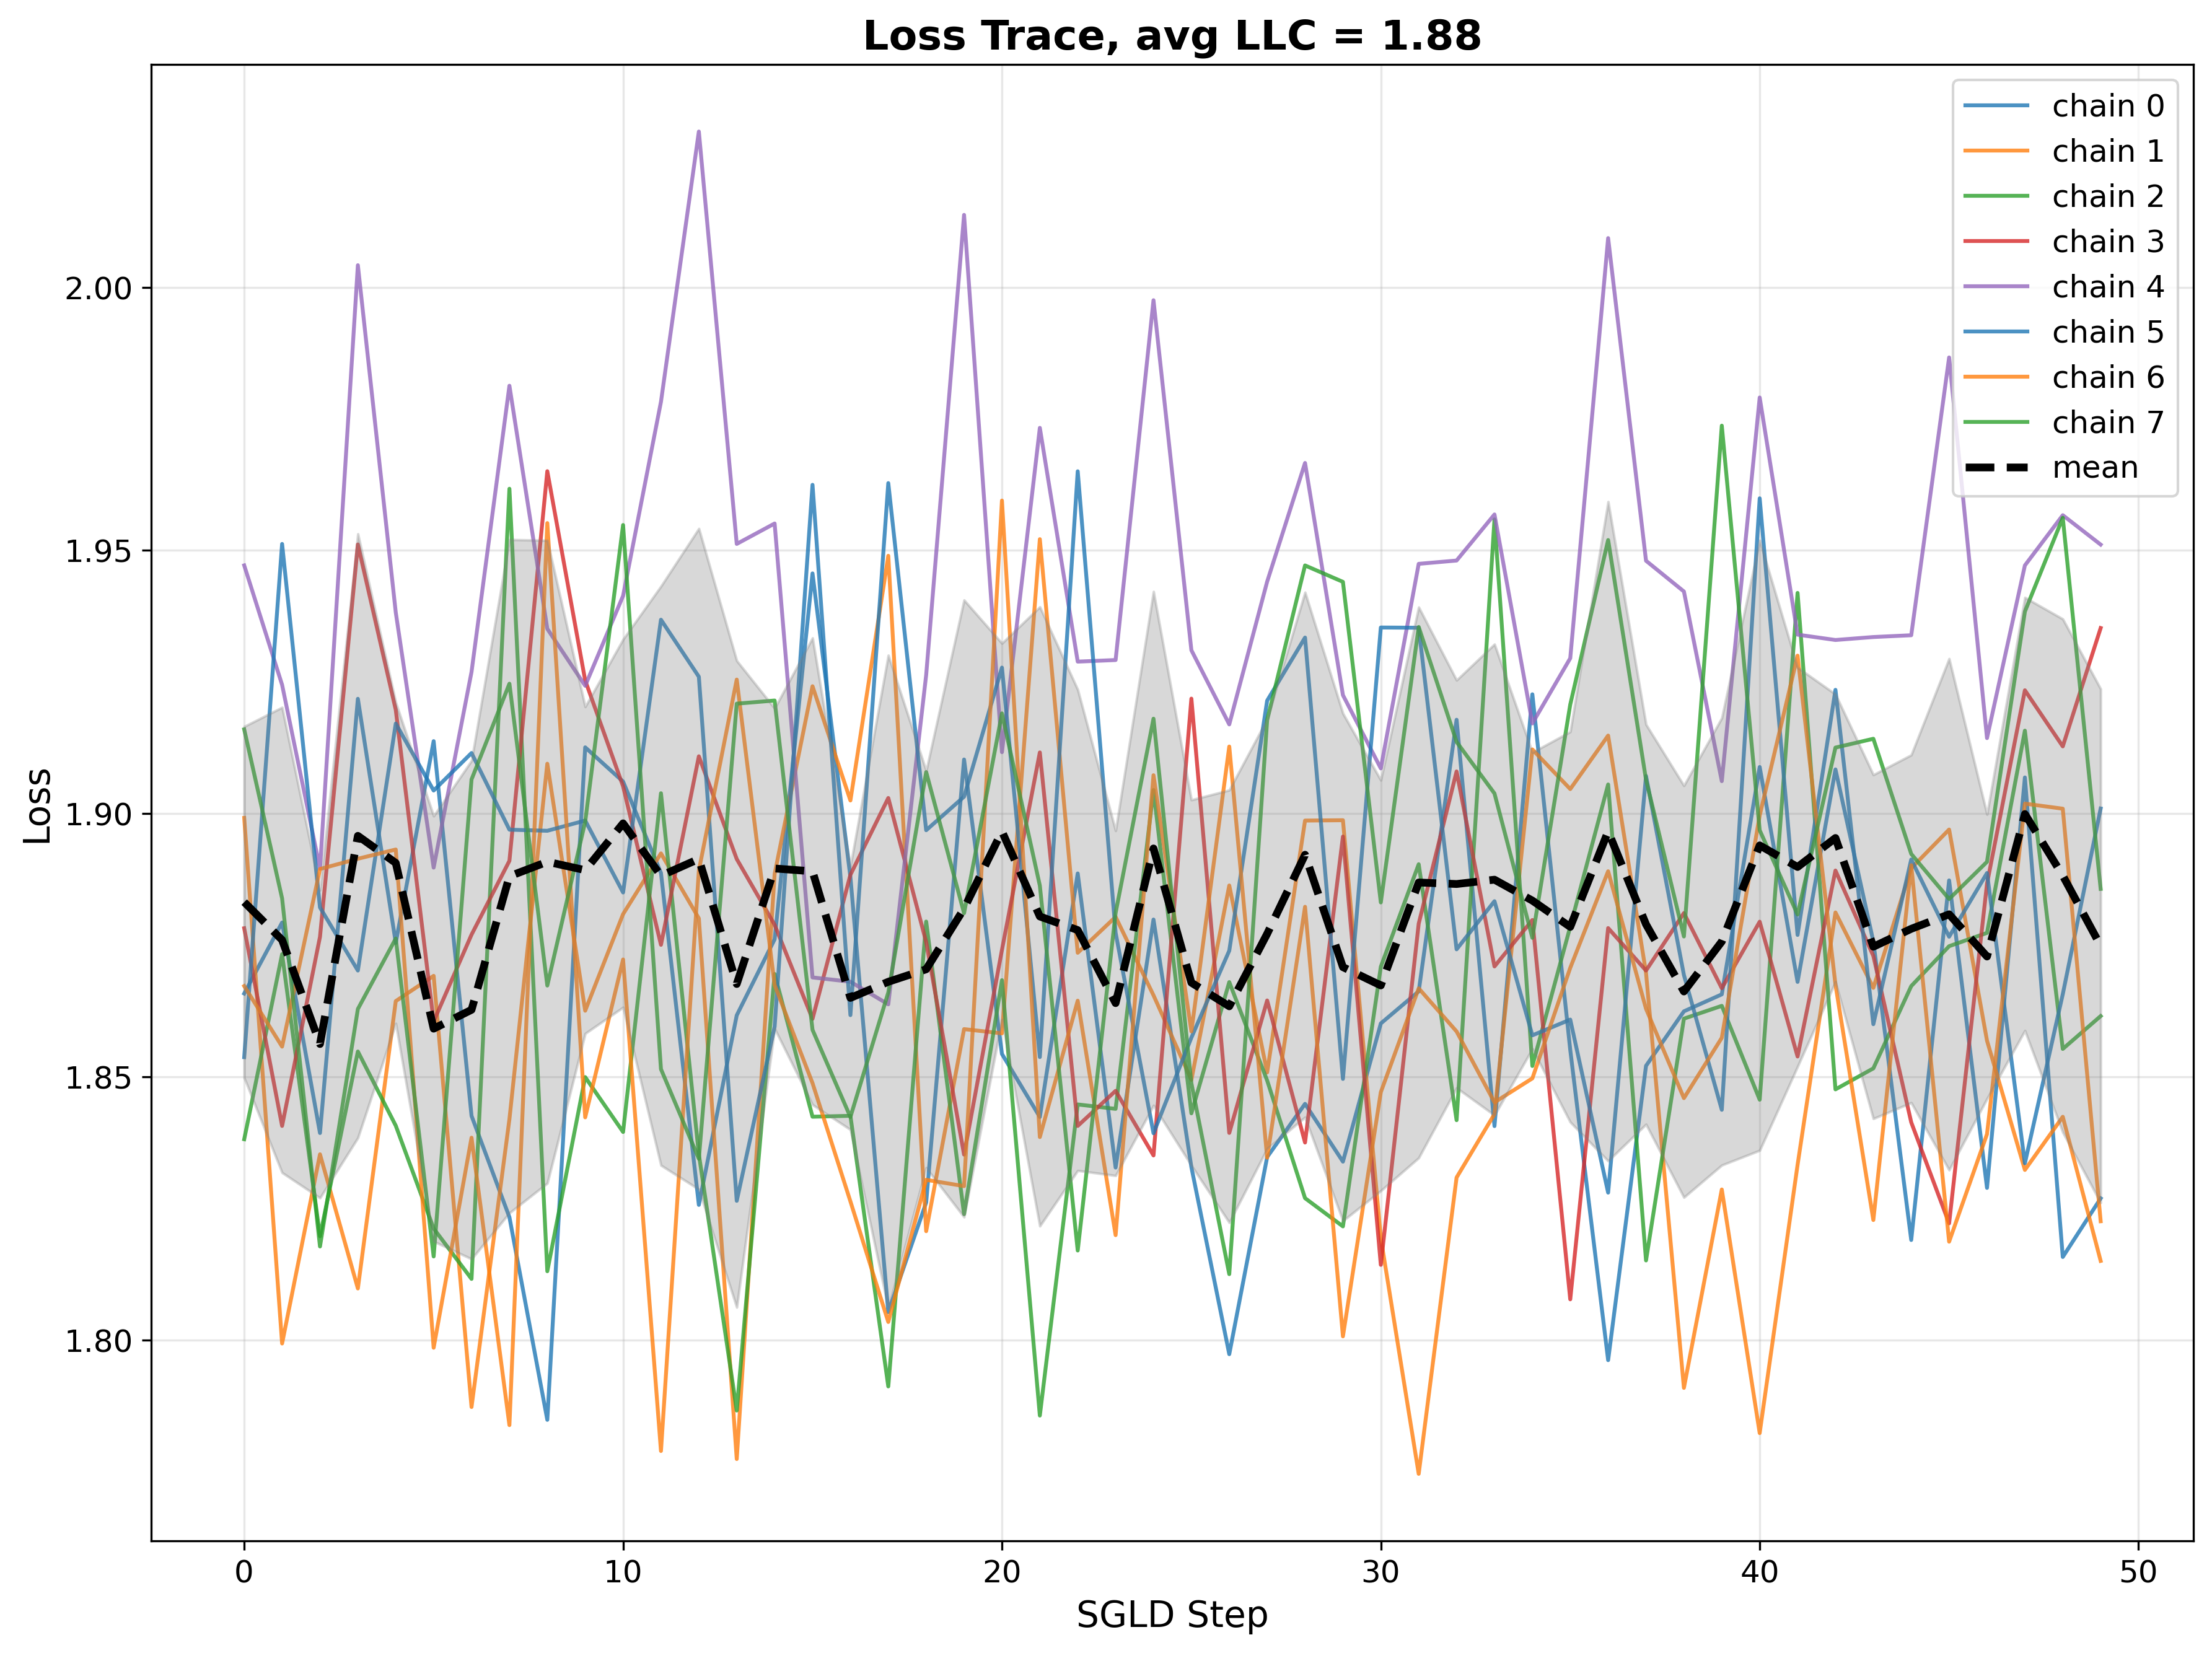 Loss Trace, avg LLC = 1.88
chain 0
chain 1
chain 2
chain 3
chain 4
chain 5
chain 6
chain 7
mean
Loss
2.00
1.95
1.90
1.85
1.80
0 10 20 30 40 50
SGLD Step